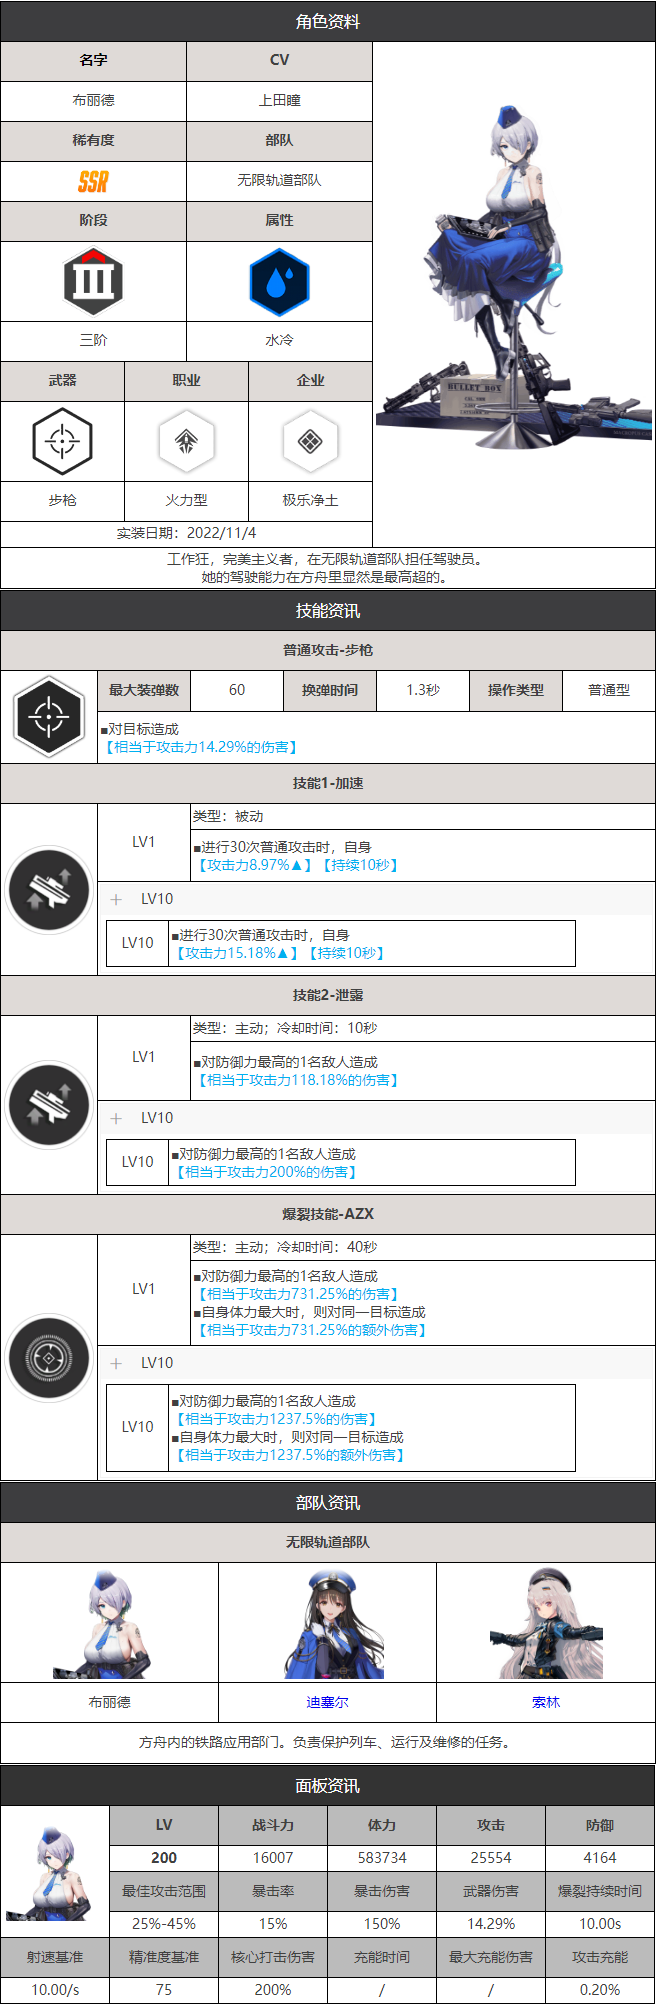 角色资料
名字
CV
布丽德
上田瞳
稀有度
部队
SSR
无限轨道部队
阶段
属性
三阶
水冷
武器
职业
企业
步枪
火力型
极乐净土
实装日期：2022/11/4
BULLET BOX
工作狂，完美主义者，在无限轨道部队担任驾驶员。
她的驾驶能力在方舟里显然是最高超的。
技能资讯
普通攻击-步枪
最大装弹数
60
换弹时间
1.3秒
操作类型
普通型
■对目标造成
【相当于攻击力14.29%的伤害】
技能1-加速
LV1
类型：被动
■进行30次普通攻击时，自身
【攻击力8.97%▲】【持续10秒】
＋ LV10
LV10
■进行30次普通攻击时，自身
【攻击力15.18%▲】【持续10秒】
技能2-泄露
LV1
类型：主动；冷却时间：10秒
■对防御力最高的1名敌人造成
【相当于攻击力118.18%的伤害】
＋ LV10
LV10
■对防御力最高的1名敌人造成
【相当于攻击力200%的伤害】
爆裂技能-AZX
LV1
类型：主动；冷却时间：40秒
■对防御力最高的1名敌人造成
【相当于攻击力731.25%的伤害】
■自身体力最大时，则对同一目标造成
【相当于攻击力731.25%的额外伤害】
＋ LV10
LV10
■对防御力最高的1名敌人造成
【相当于攻击力1237.5%的伤害】
■自身体力最大时，则对同一目标造成
【相当于攻击力1237.5%的额外伤害】
部队资讯
无限轨道部队
布丽德
迪塞尔
索林
方舟内的铁路应用部门。负责保护列车、运行及维修的任务。
面板资讯
LV
战斗力
体力
攻击
防御
200
16007
583734
25554
4164
最佳攻击范围
暴击率
暴击伤害
武器伤害
爆裂持续时间
25%-45%
15%
150%
14.29%
10.00s
射速基准
精准度基准
核心打击伤害
充能时间
最大充能伤害
攻击充能
10.00/s
75
200%
/
/
0.20%